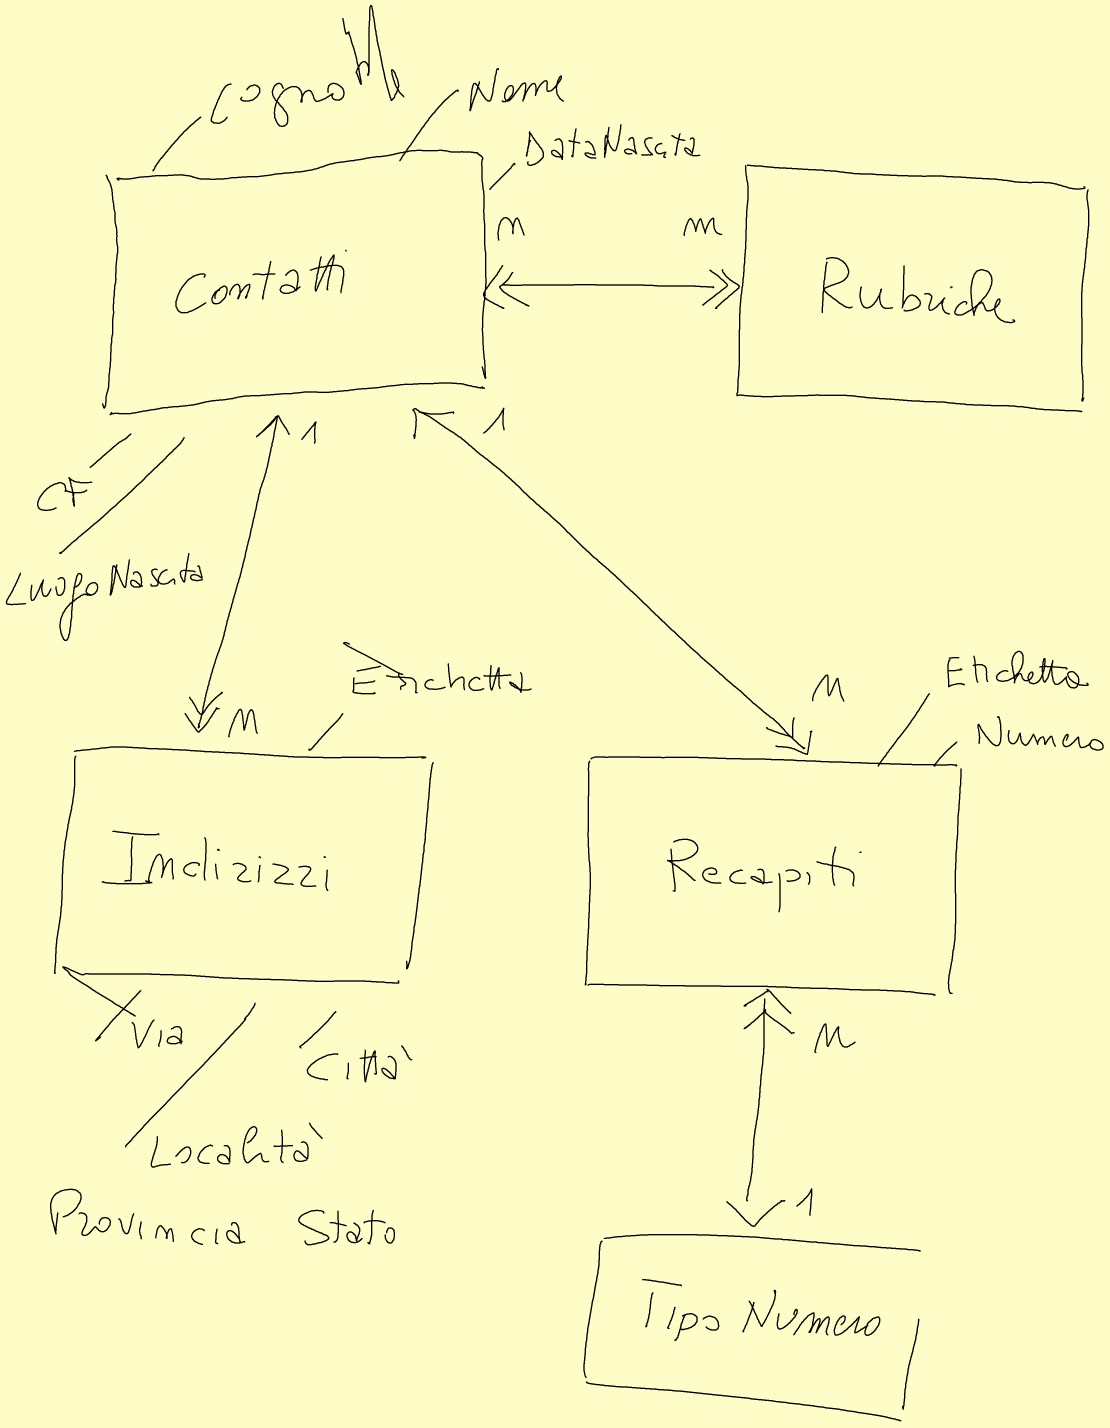 Cognome
Nome
DataNascita
n
m
Contatti
Rubriche
1
1
CF
LuogoNascita
Etichetta
n
n
Etichetta
Numero
Indirizzi
Recapiti
Via
Città
Località
Provincia Stato
n
1
Tipo Numero